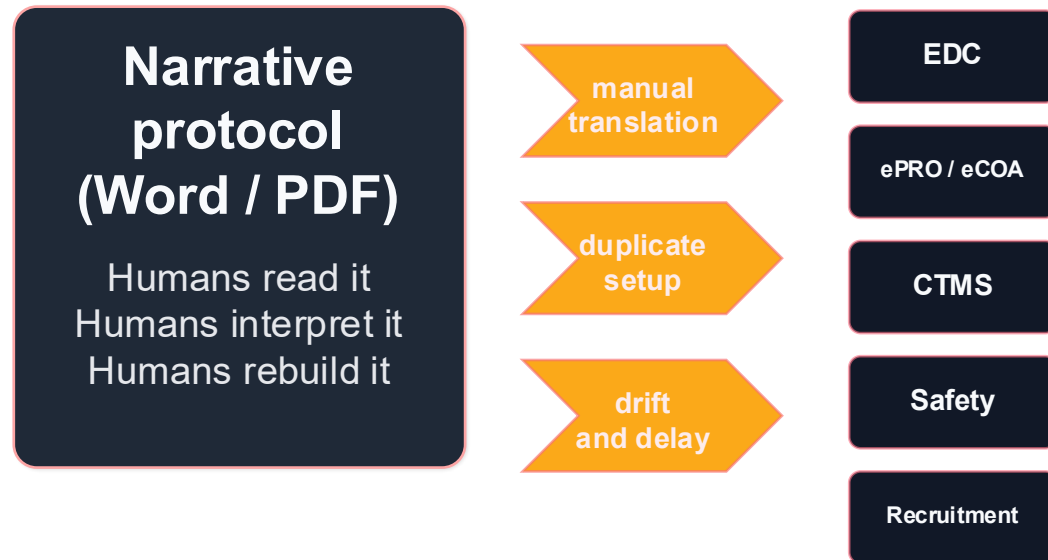 Narrative
protocol
(Word / PDF)
Humans read it
Humans interpret it
Humans rebuild it
manual
translation
duplicate
setup
drift
and delay
EDC
ePRO / eCOA
CTMS
Safety
Recruitment